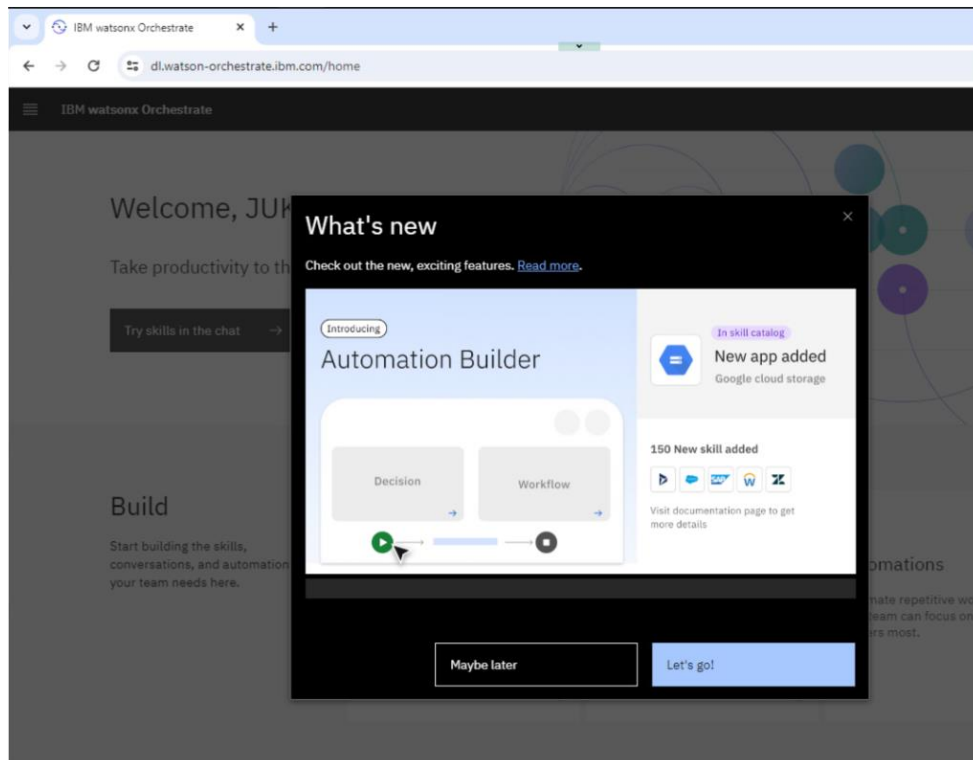 IBM watsonx Orchestrate
dl.watson-orchestrate.ibm.com/home
IBM watsonx Orchestrate
Welcome, JUK
Take productivity to th
Try skills in the chat
What's new
Check out the new, exciting features. Read more.
Introducing
Automation Builder
Decision
Workflow
In skill catalog
New app added
Google cloud storage
150 New skill added
SAP
Visit documentation page to get
more details
Maybe later
Let's go!
Build
Start building the skills,
conversations, and automation
your team needs here.
omations
mate repetitive wo
team can focus on
ers most.